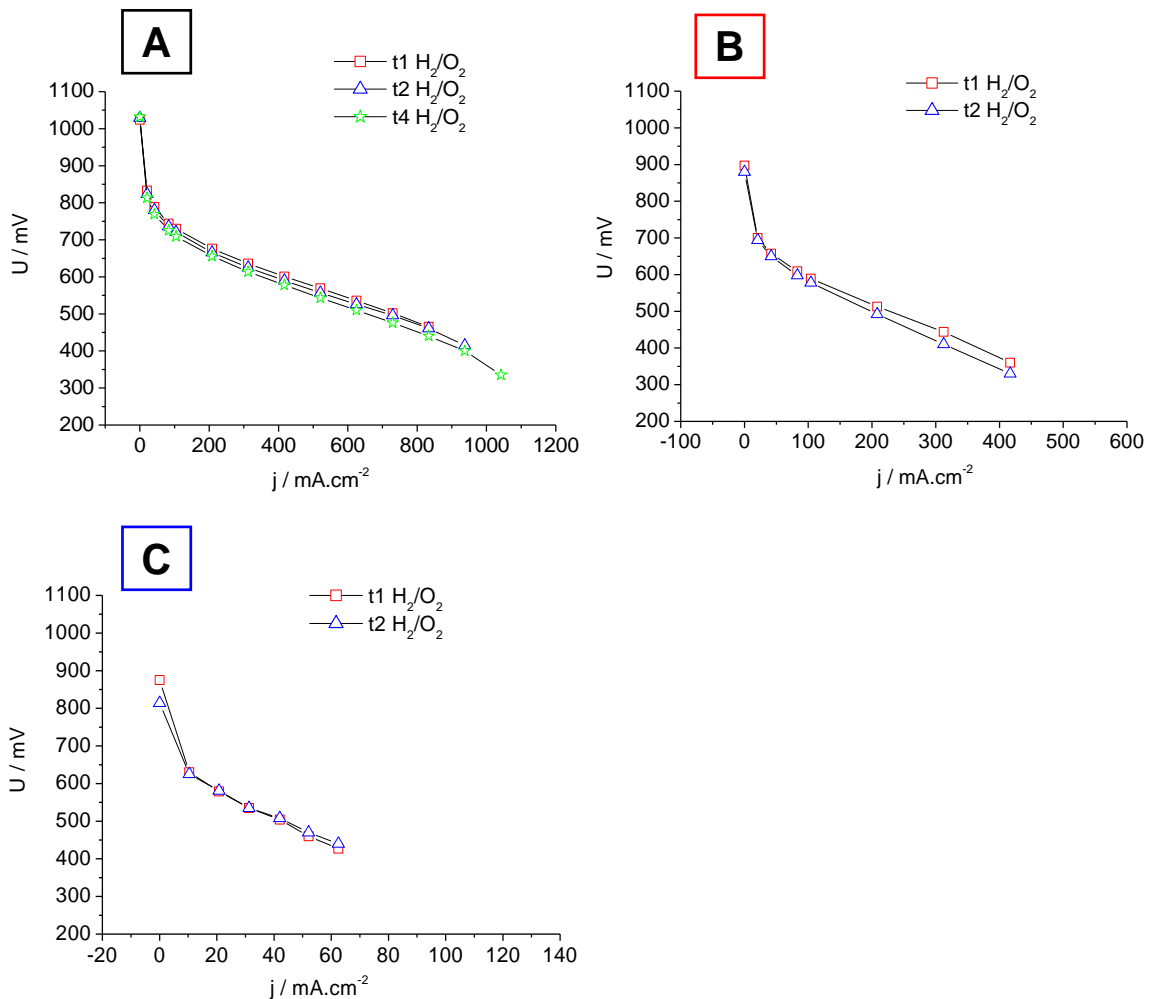 A
t1 H₂/O₂
t2 H₂/O₂
t4 H₂/O₂
1100
1000
900
800
700
600
500
400
300
200
U / mV
0 200 400 600 800 1000 1200
j / mA.cm⁻²
B
t1 H₂/O₂
t2 H₂/O₂
1100
1000
900
800
700
600
500
400
300
200
U / mV
-100 0 100 200 300 400 500 600
j / mA.cm⁻²
C
t1 H₂/O₂
t2 H₂/O₂
1100
1000
900
800
700
600
500
400
300
200
U / mV
-20 0 20 40 60 80 100 120 140
j / mA.cm⁻²